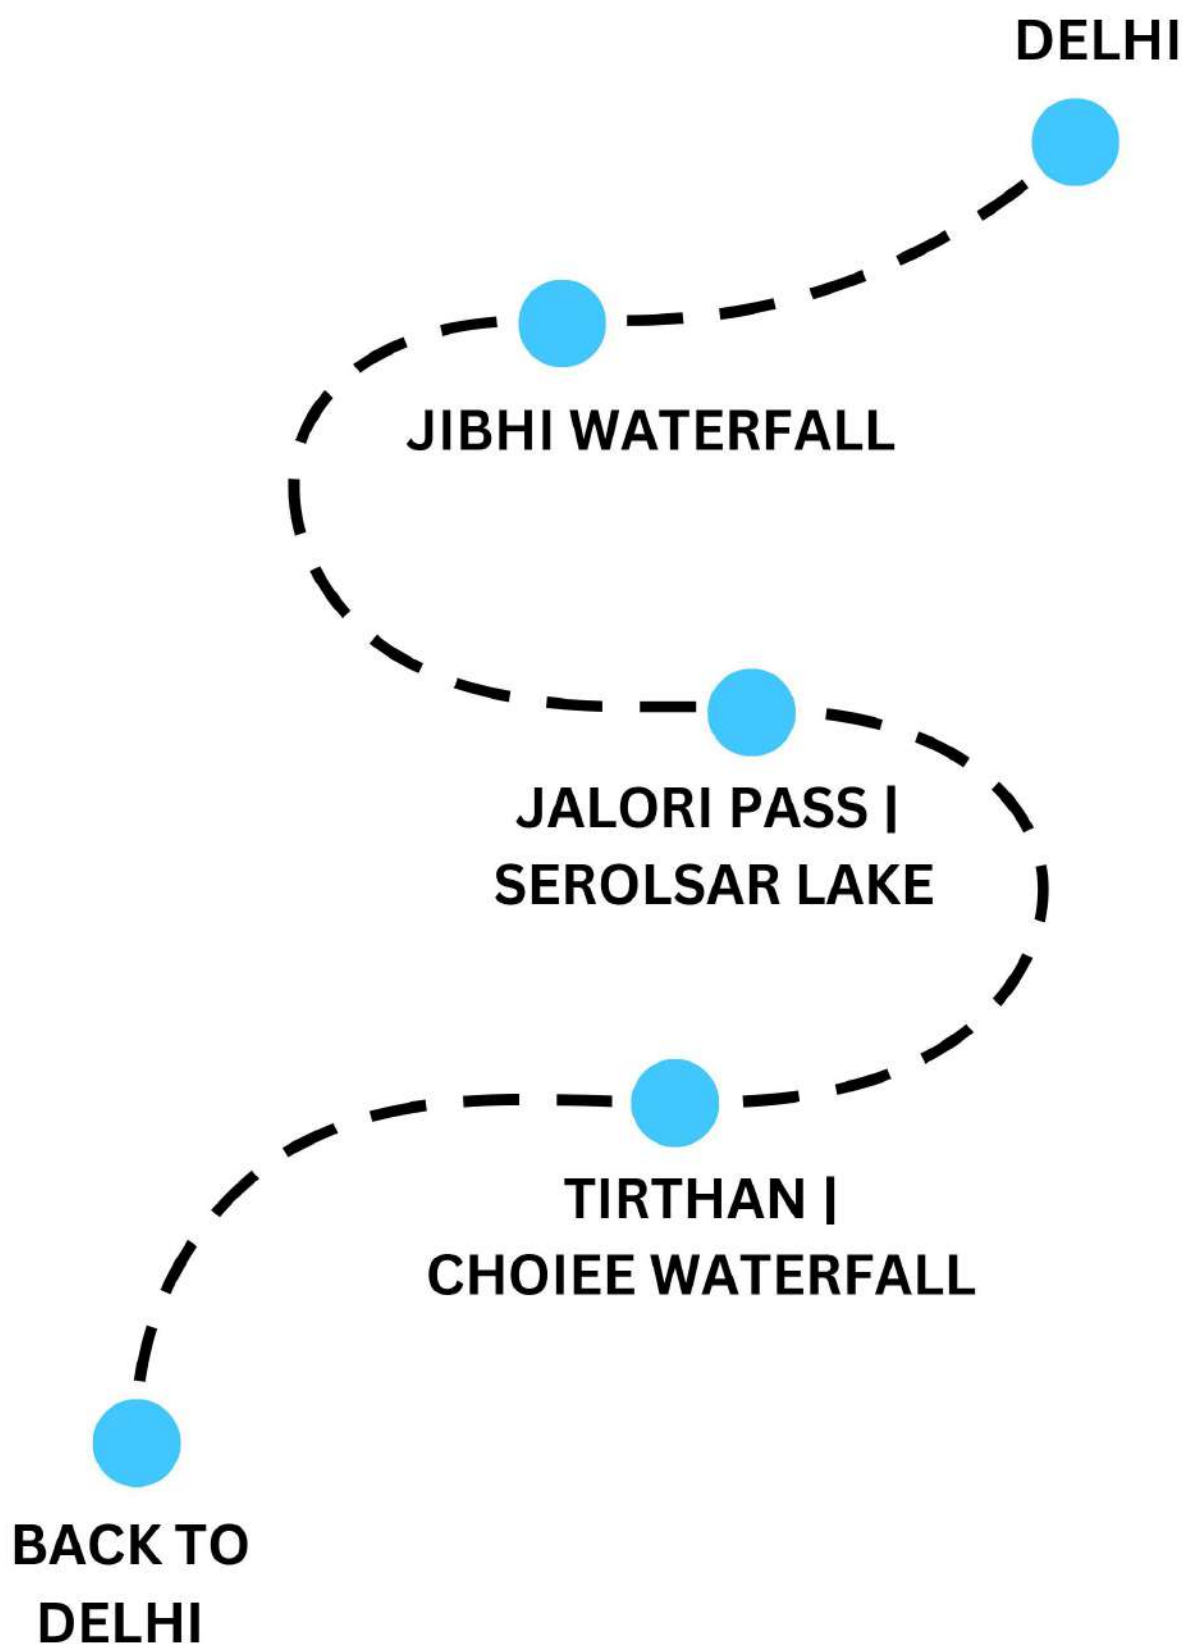 DELHI
JIBHI WATERFALL
JALORI PASS |
SEROLSAR LAKE
TIRTHAN |
CHOIEE WATERFALL
BACK TO
DELHI